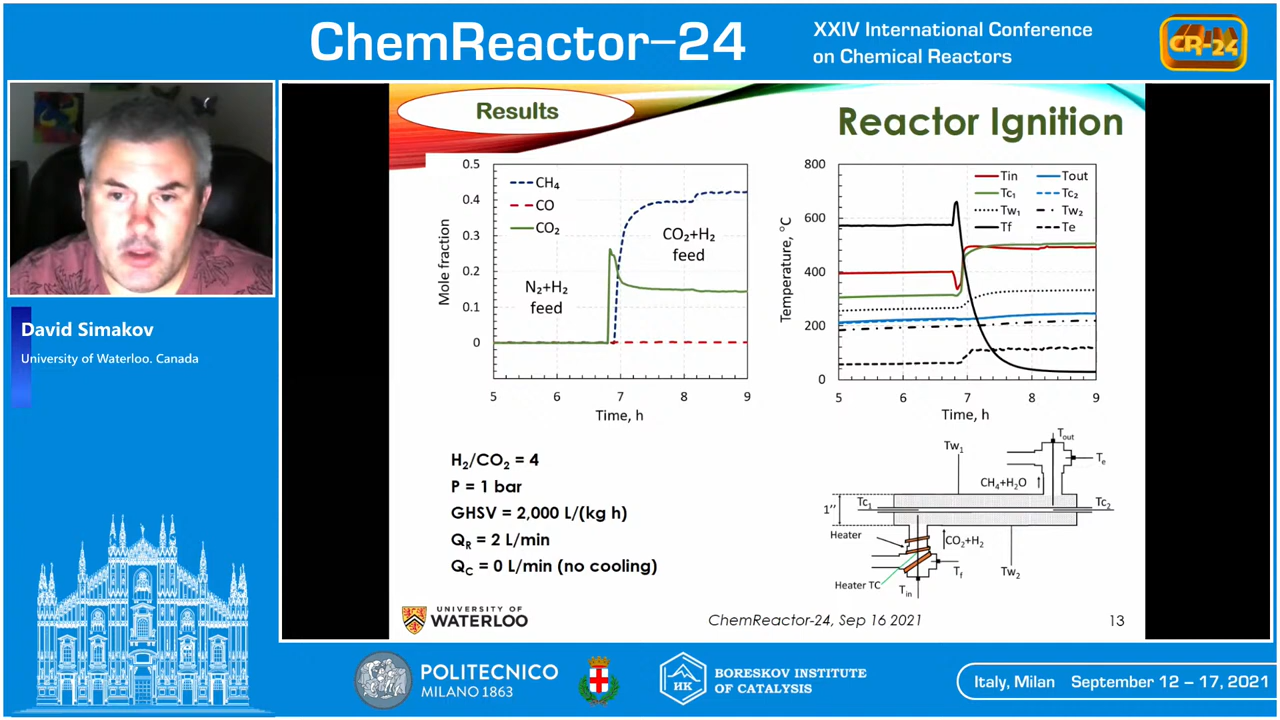 ChemReactor-24
XXIV International Conference
on Chemical Reactors
CR-24
David Simakov
University of Waterloo. Canada
Results
Reactor Ignition
0.5
0.4
0.3
0.2
0.1
0
Mole fraction
CH₄
CO
CO₂
N₂+H₂
feed
CO₂+H₂
feed
5 6 7 8 9
Time, h
800
600
400
200
0
Temperature, °C
Tin Tout
Tc₁ Tc₂
Tw₁ Tw₂
Tf Te
5 6 7 8 9
Time, h
H₂/CO₂ = 4
P = 1 bar
GHSV = 2,000 L/(kg h)
Q_R = 2 L/min
Q_C = 0 L/min (no cooling)
T_out
Tw₁
T_e
CH₄+H₂O
Tc₁
Tc₂
1’’
Heater
CO₂+H₂
T_f
Tw₂
Heater TC
T_in
UNIVERSITY OF
WATERLOO
ChemReactor-24, Sep 16 2021
13
POLITECNICO
MILANO 1863
НК
BORESKOV INSTITUTE
OF CATALYSIS
Italy, Milan September 12 – 17, 2021